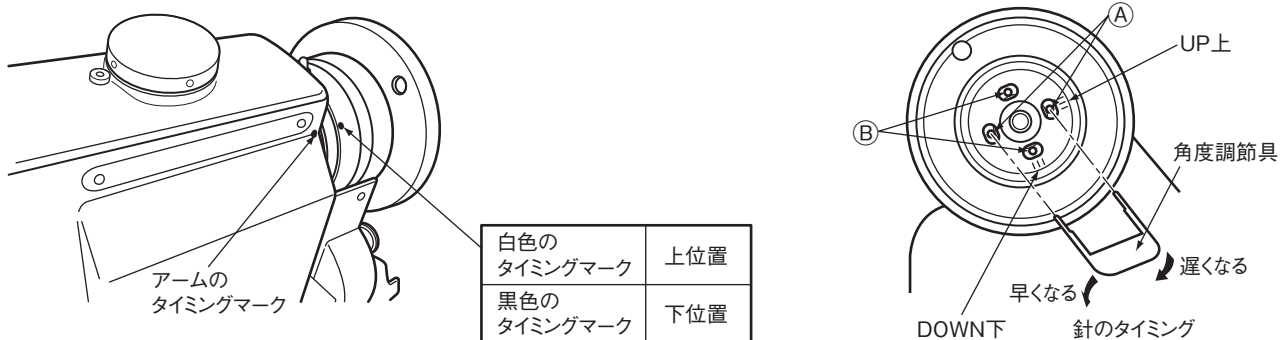 アームの
タイミングマーク
白色の
タイミングマーク
上位置
黒色の
タイミングマーク
下位置
Ⓐ
UP上
Ⓑ
角度調節具
遅くなる
早くなる
DOWN下
針のタイミング